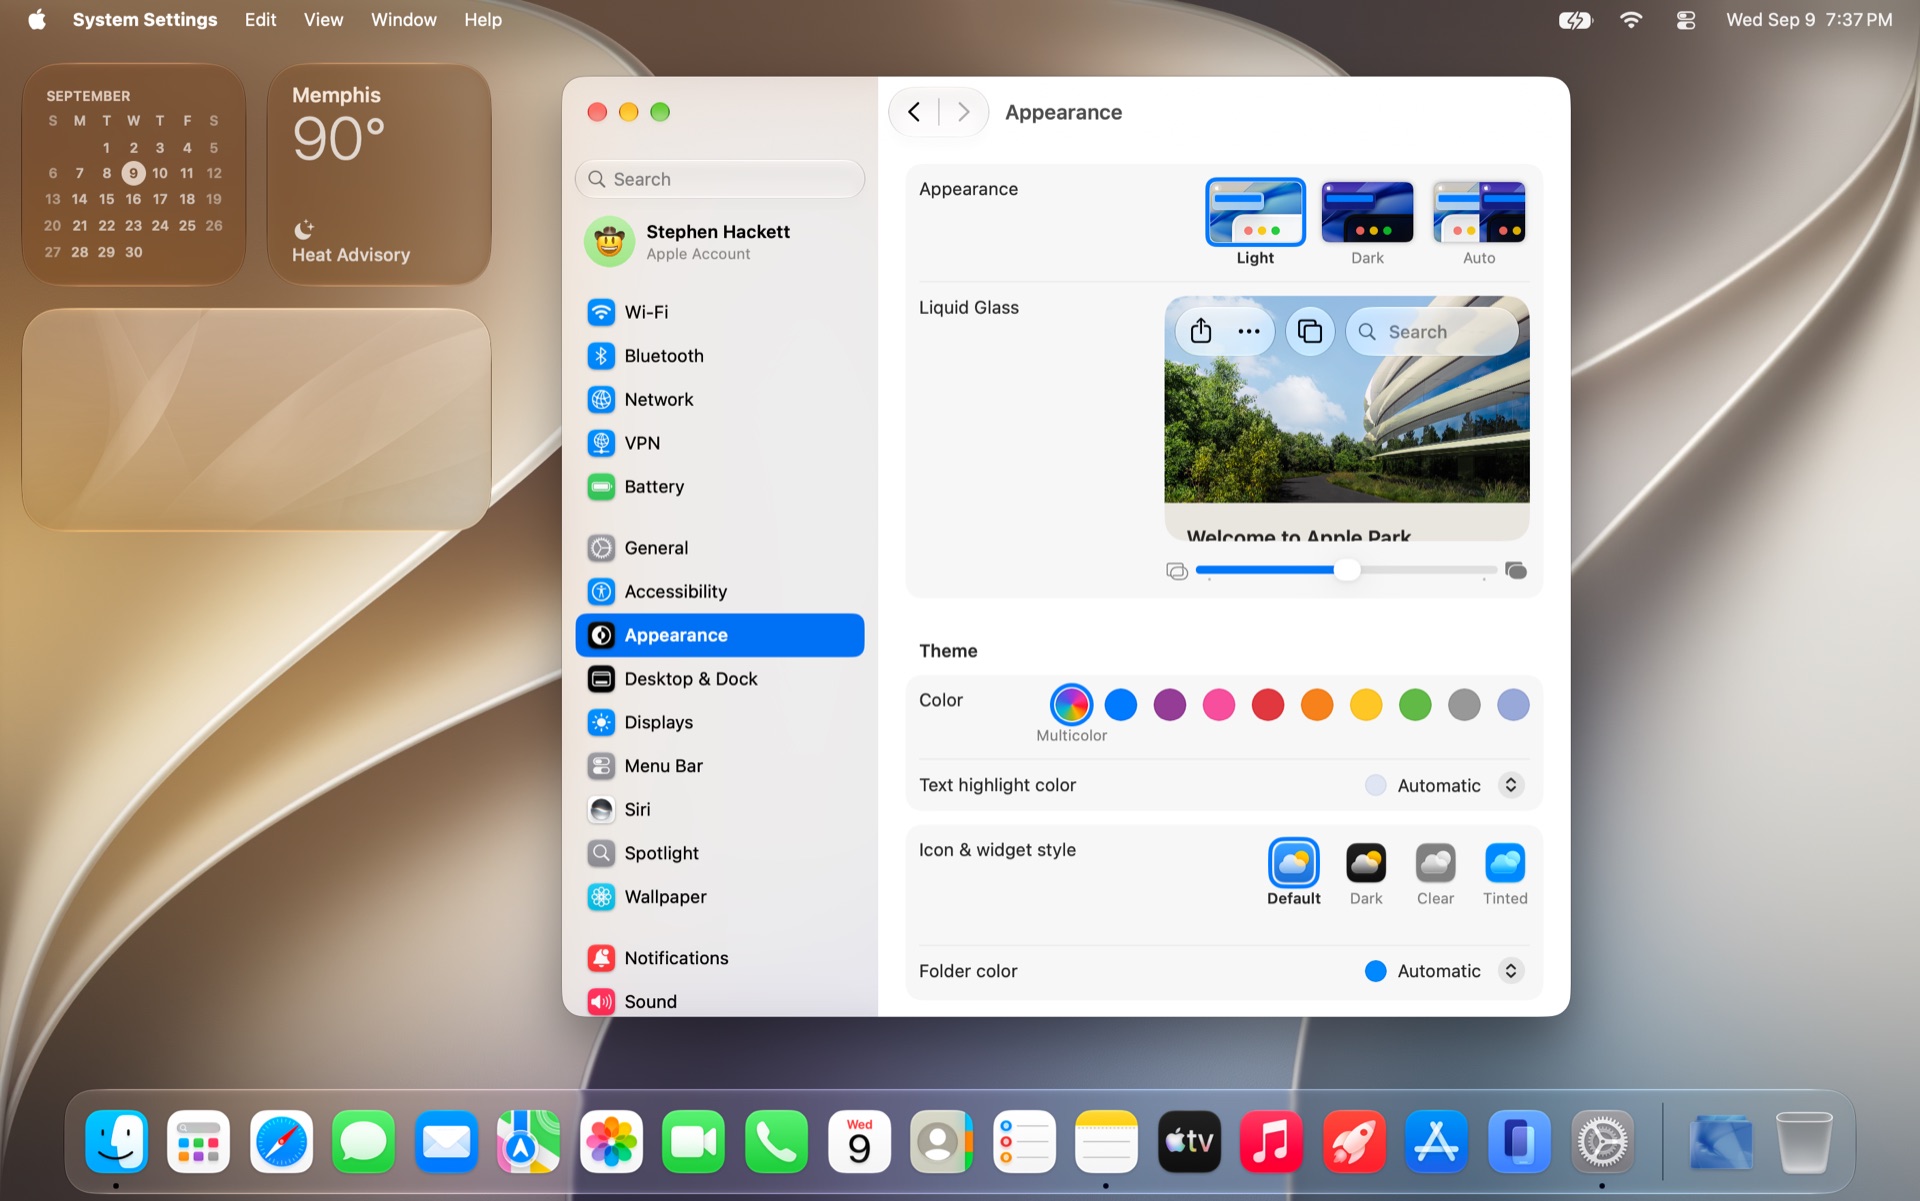 System Settings Edit View Window Help
Wed Sep 9 7:37 PM
SEPTEMBER
S M T W T F S
1 2 3 4 5
6 7 8 9 10 11 12
13 14 15 16 17 18 19
20 21 22 23 24 25 26
27 28 29 30
Memphis
90°
Heat Advisory
Search
Stephen Hackett
Apple Account
Wi-Fi
Bluetooth
Network
VPN
Battery
General
Accessibility
Appearance
Desktop & Dock
Displays
Menu Bar
Siri
Spotlight
Wallpaper
Notifications
Sound
Appearance
Appearance
Light Dark Auto
Liquid Glass
Search
Welcome to Apple Park
Theme
Color
Multicolor
Text highlight color Automatic
Icon & widget style
Default Dark Clear Tinted
Folder color Automatic
Wed
9
tv